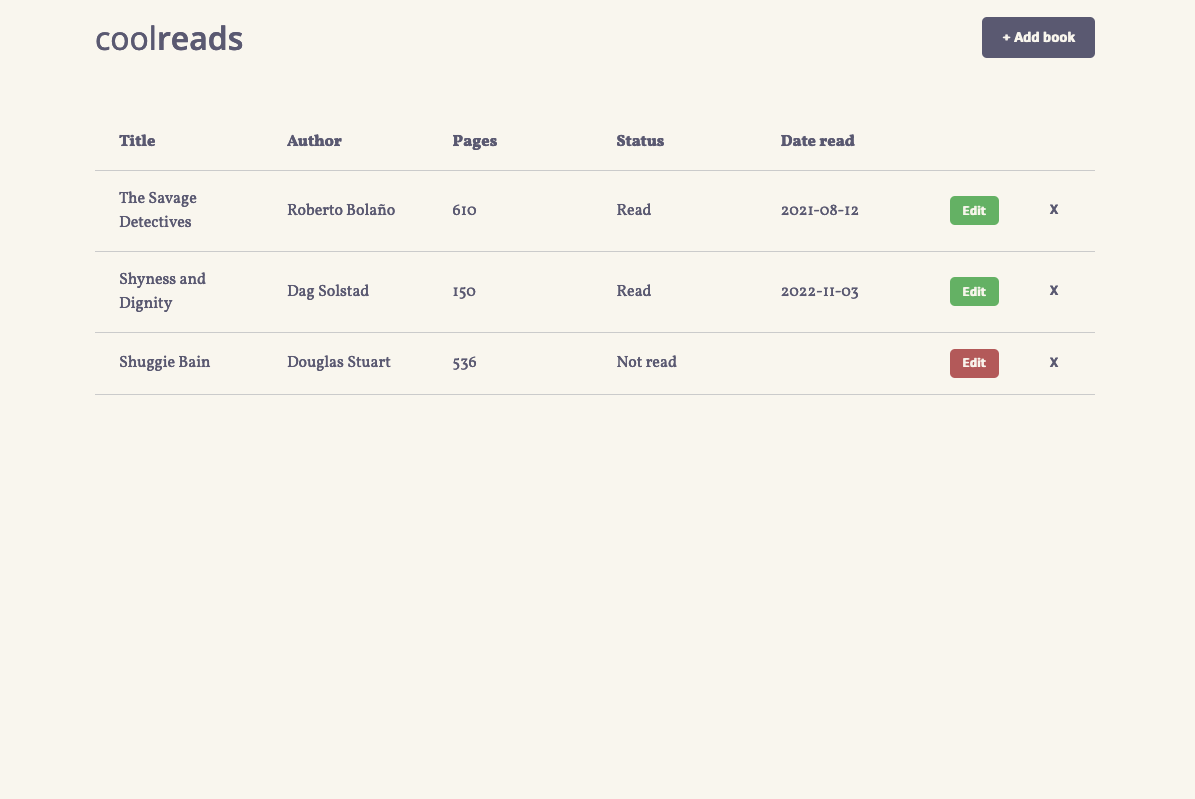 coolreads
+ Add book
Title Author Pages Status Date read
The Savage
Detectives
Roberto Bolaño 610 Read 2021-08-12 Edit X
Shyness and
Dignity
Dag Solstad 150 Read 2022-11-03 Edit X
Shuggie Bain Douglas Stuart 536 Not read Edit X